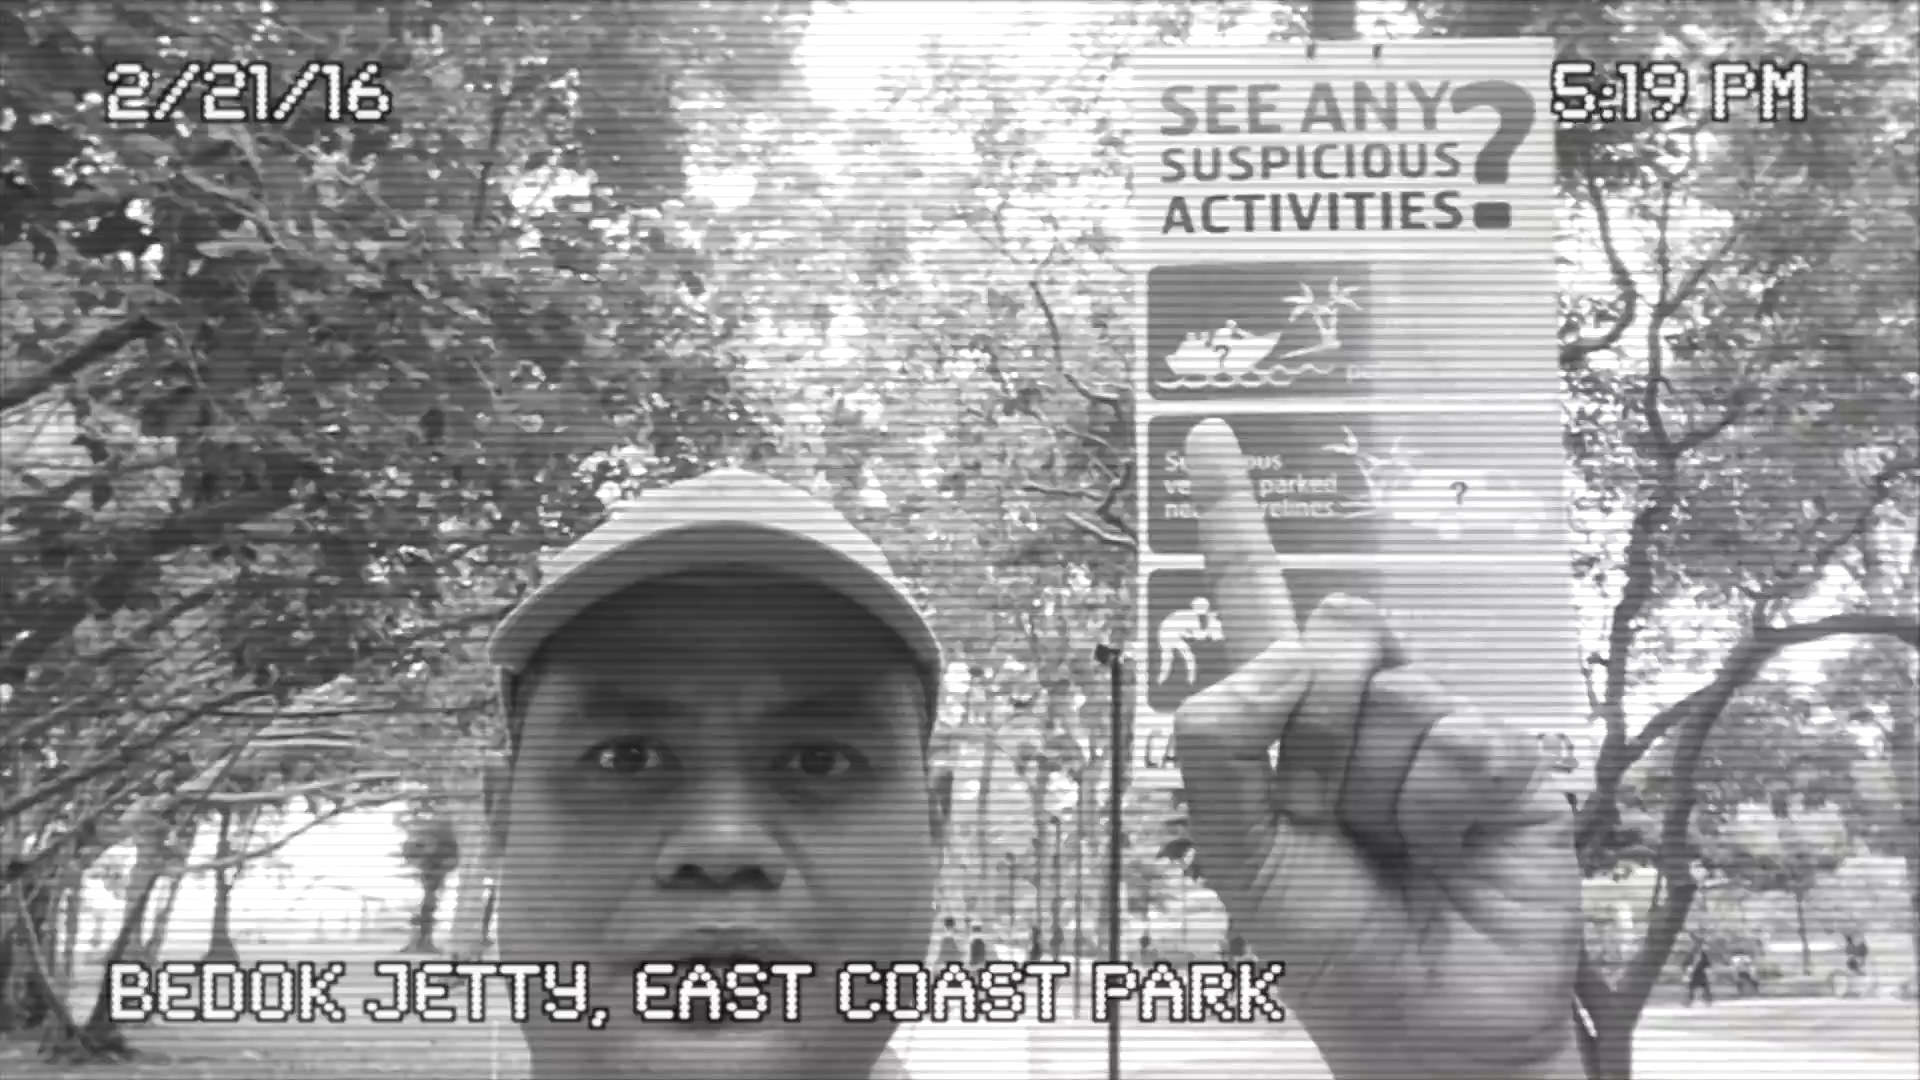 2/21/16
5:19 PM
SEE ANY
SUSPICIOUS
ACTIVITIES?
?
parked
?
BEDOK JETTY, EAST COAST PARK